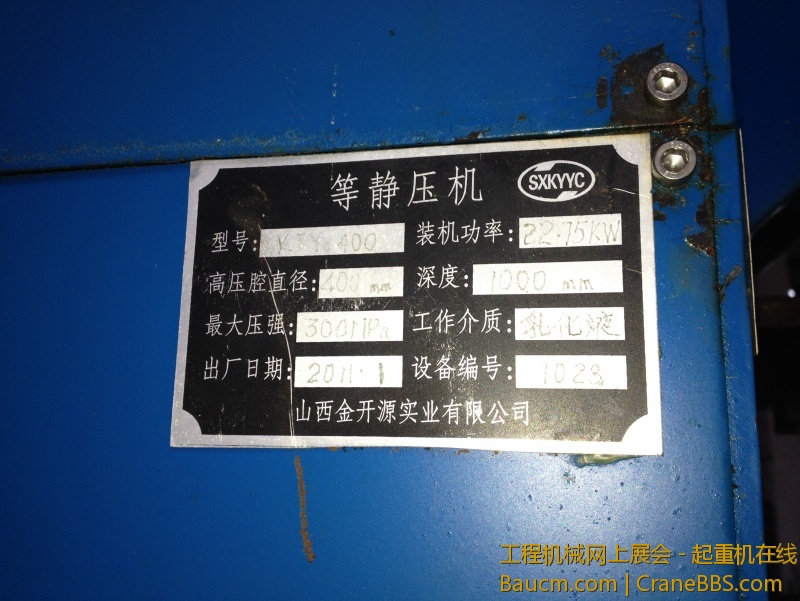 等静压机 SXKYYC
型号: KJY 400 装机功率: 22.75KW
高压腔直径: 400 mm 深度: 1000 mm
最大压强: 300MPa 工作介质: 乳化液
出厂日期: 2011.1 设备编号: 1028
山西金开源实业有限公司
工程机械网上展会 - 起重机在线
Baucm.com | CraneBBS.com